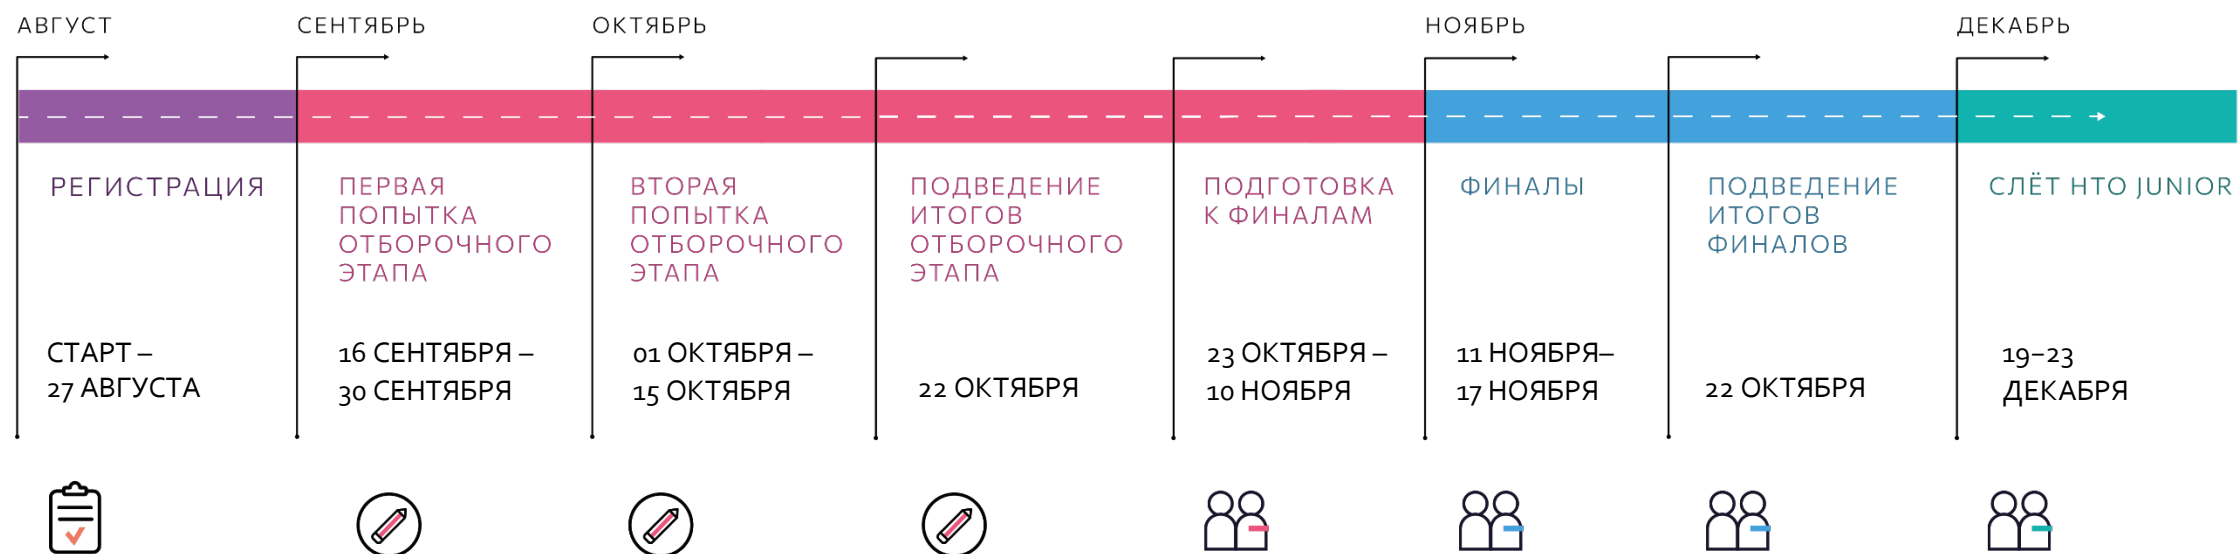 АВГУСТ
СЕНТЯБРЬ
ОКТЯБРЬ
НОЯБРЬ
ДЕКАБРЬ
РЕГИСТРАЦИЯ
СТАРТ –
27 АВГУСТА
ПЕРВАЯ
ПОПЫТКА
ОТБОРОЧНОГО
ЭТАПА
16 СЕНТЯБРЯ –
30 СЕНТЯБРЯ
ВТОРАЯ
ПОПЫТКА
ОТБОРОЧНОГО
ЭТАПА
01 ОКТЯБРЯ –
15 ОКТЯБРЯ
ПОДВЕДЕНИЕ
ИТОГОВ
ОТБОРОЧНОГО
ЭТАПА
22 ОКТЯБРЯ
ПОДГОТОВКА
К ФИНАЛАМ
23 ОКТЯБРЯ –
10 НОЯБРЯ
ФИНАЛЫ
11 НОЯБРЯ–
17 НОЯБРЯ
ПОДВЕДЕНИЕ
ИТОГОВ
ФИНАЛОВ
22 ОКТЯБРЯ
СЛЁТ НТО JUNIOR
19–23
ДЕКАБРЯ